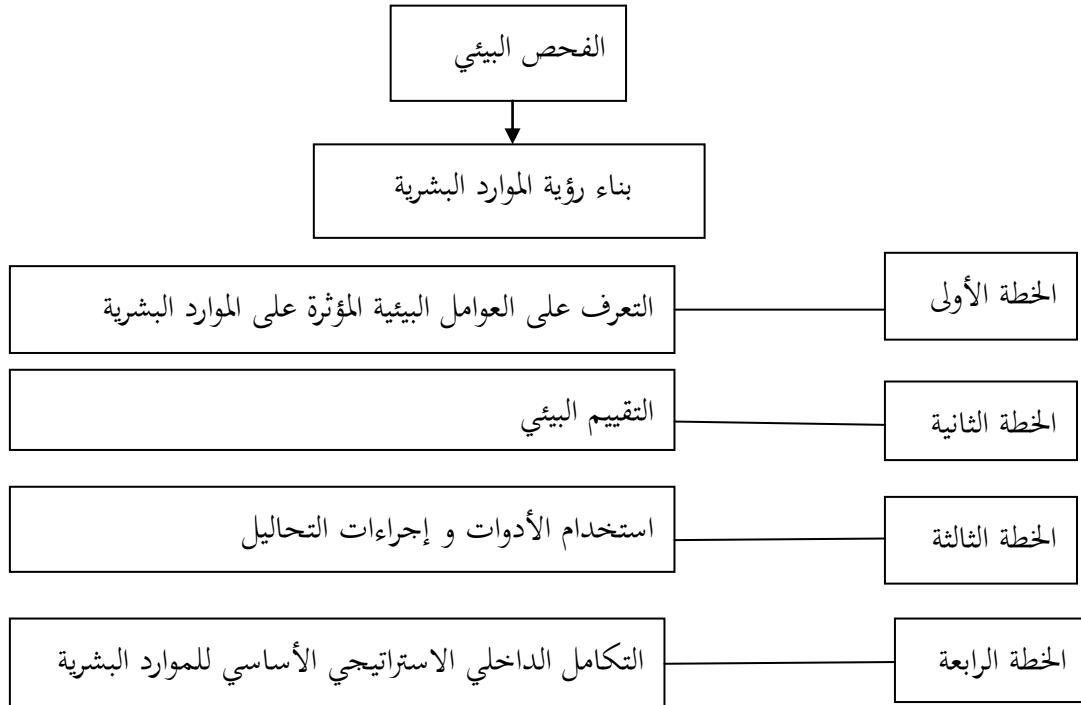 الفحص البيئي
بناء رؤية الموارد البشرية
الخطة الأولى
التعرف على العوامل البيئية المؤثرة على الموارد البشرية
الخطة الثانية
التقييم البيئي
الخطة الثالثة
استخدام الأدوات و إجراءات التحاليل
الخطة الرابعة
التكامل الداخلي الاستراتيجي الأساسي للموارد البشرية